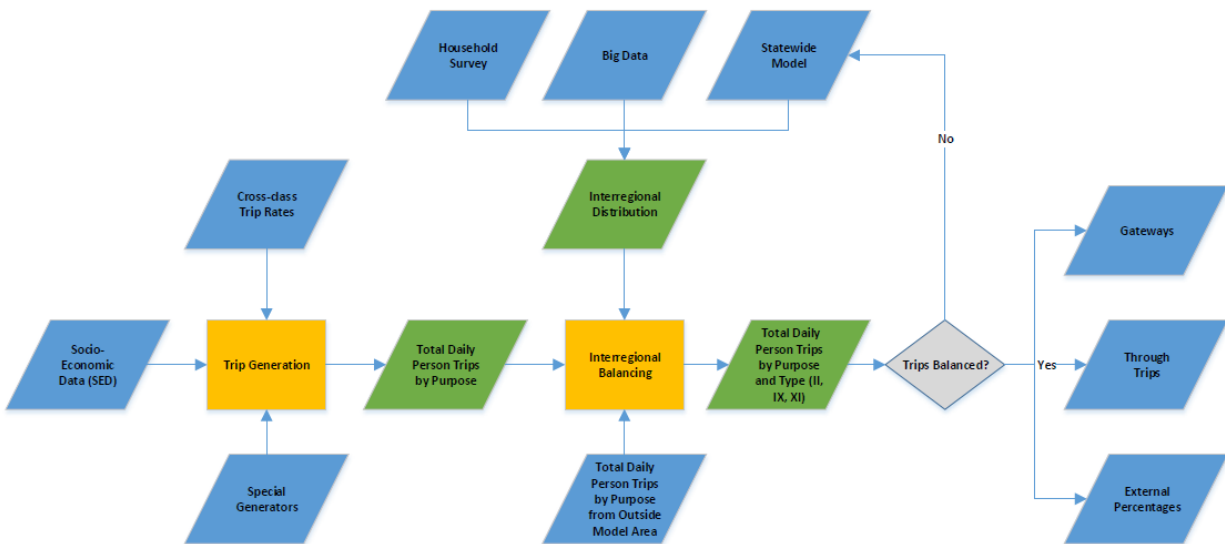 Household
Survey
Big Data
Statewide
Model
No
Cross-class
Trip Rates
Interregional
Distribution
Gateways
Socio-
Economic
Data (SED)
Trip Generation
Total Daily
Person Trips
by Purpose
Interregional
Balancing
Total Daily
Person Trips
by Purpose
and Type (II,
IX, XI)
Trips Balanced?
Yes
Through
Trips
Special
Generators
Total Daily
Person Trips
by Purpose
from Outside
Model Area
External
Percentages